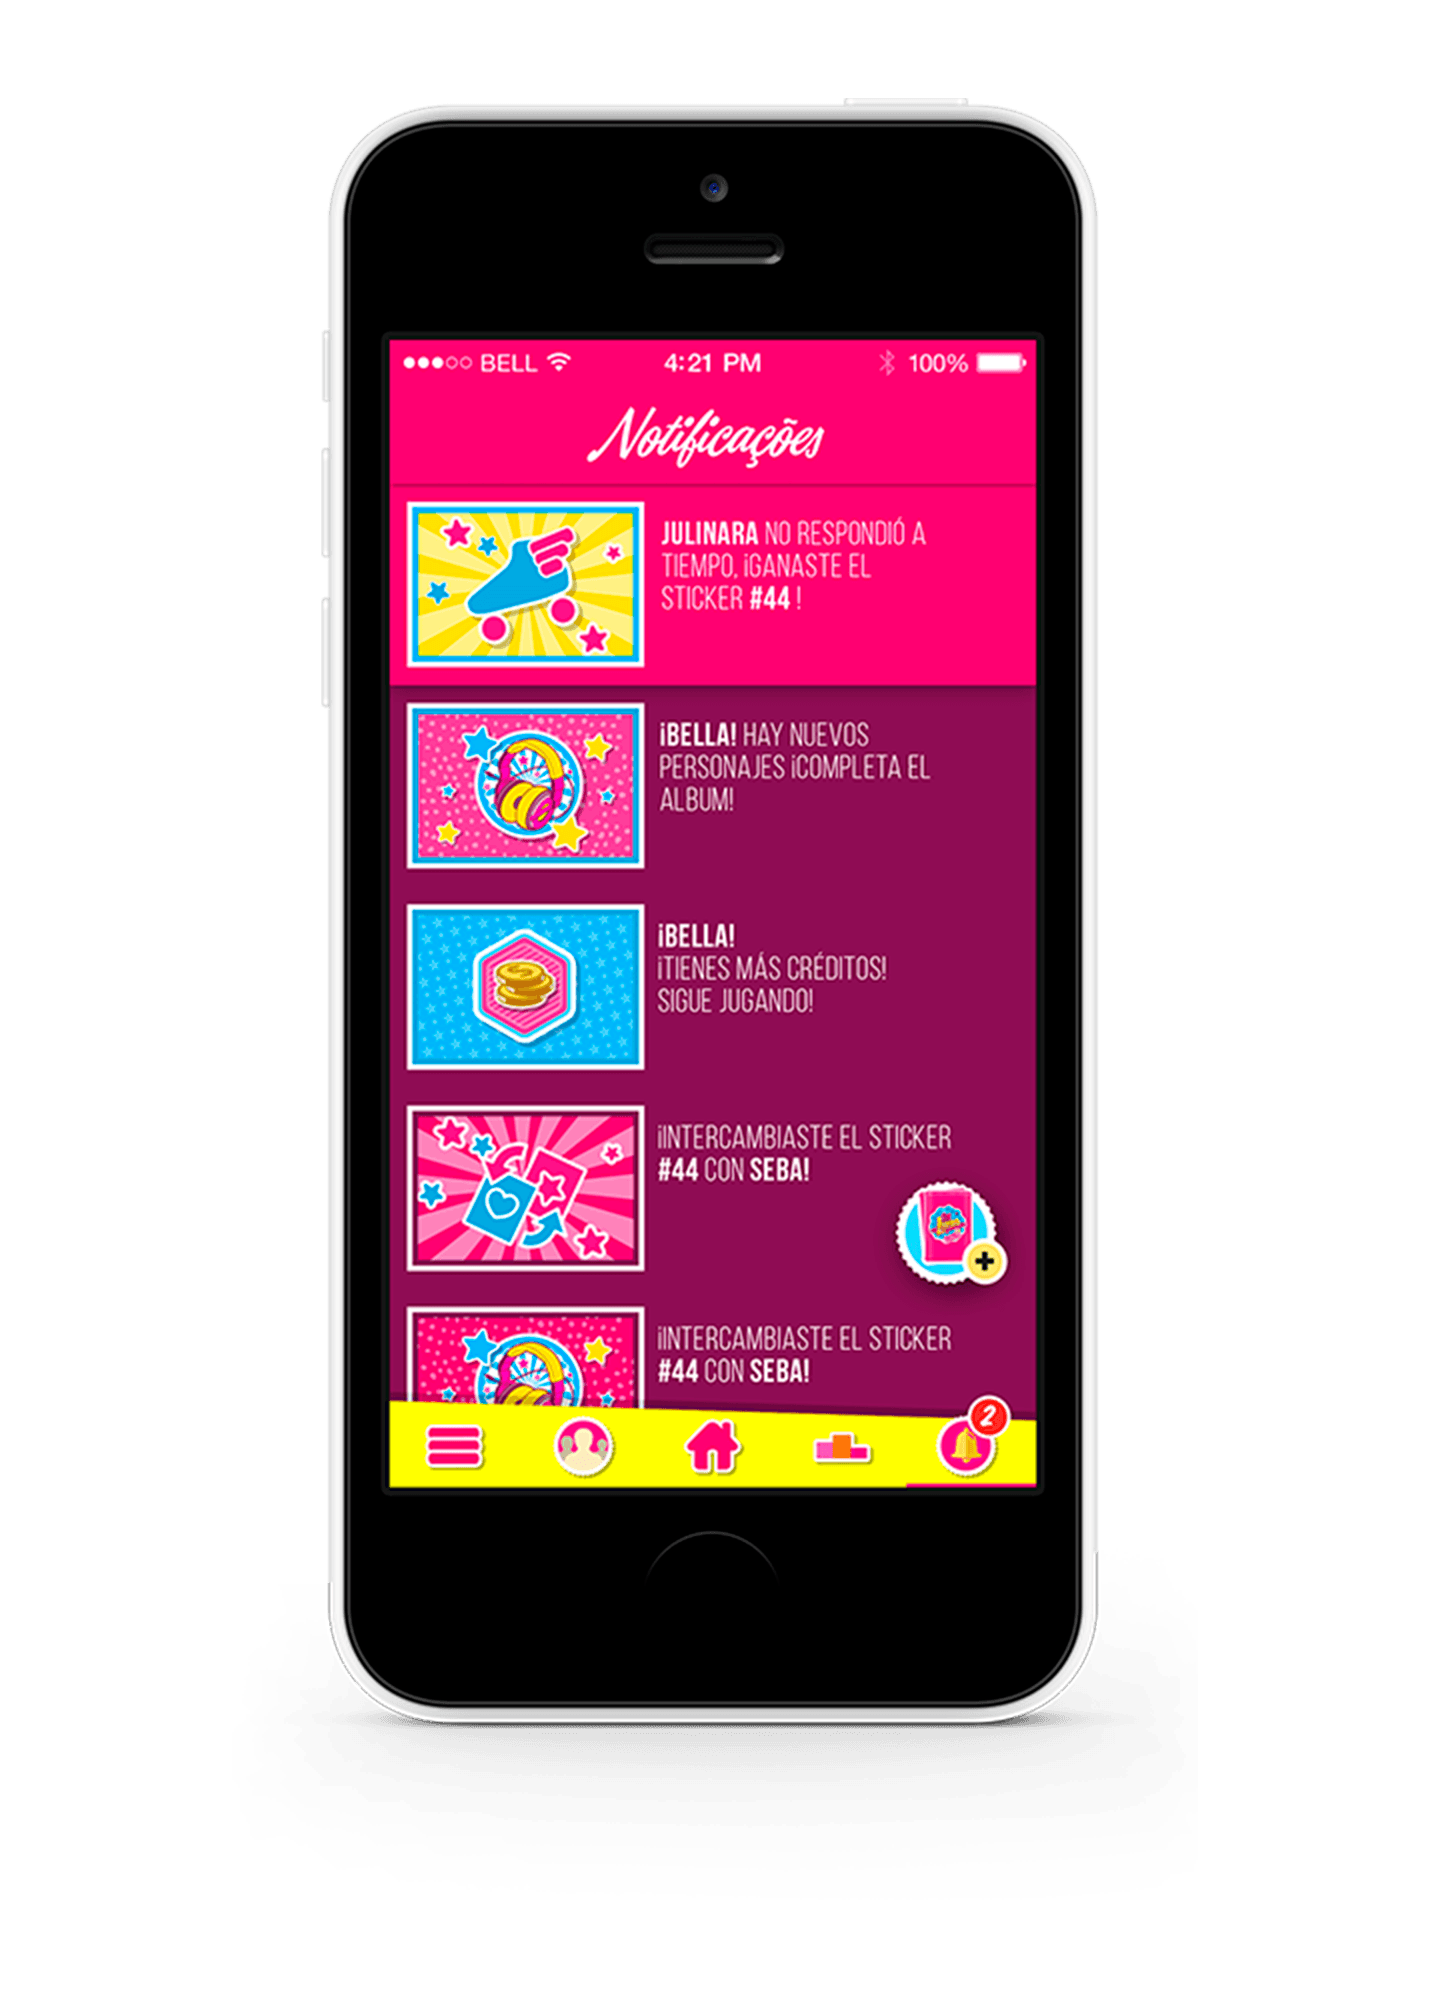 BELL 4:21 PM 100%
Notificações
JULINARA NO RESPONDIÓ A
TIEMPO, ¡GANASTE EL
STICKER #44 !
¡BELLA! HAY NUEVOS
PERSONAJES ¡COMPLETA EL
ALBUM!
¡BELLA!
¡TIENES MÁS CRÉDITOS!
SIGUE JUGANDO!
¡INTERCAMBIASTE EL STICKER
#44 CON SEBA!
¡INTERCAMBIASTE EL STICKER
#44 CON SEBA!
2